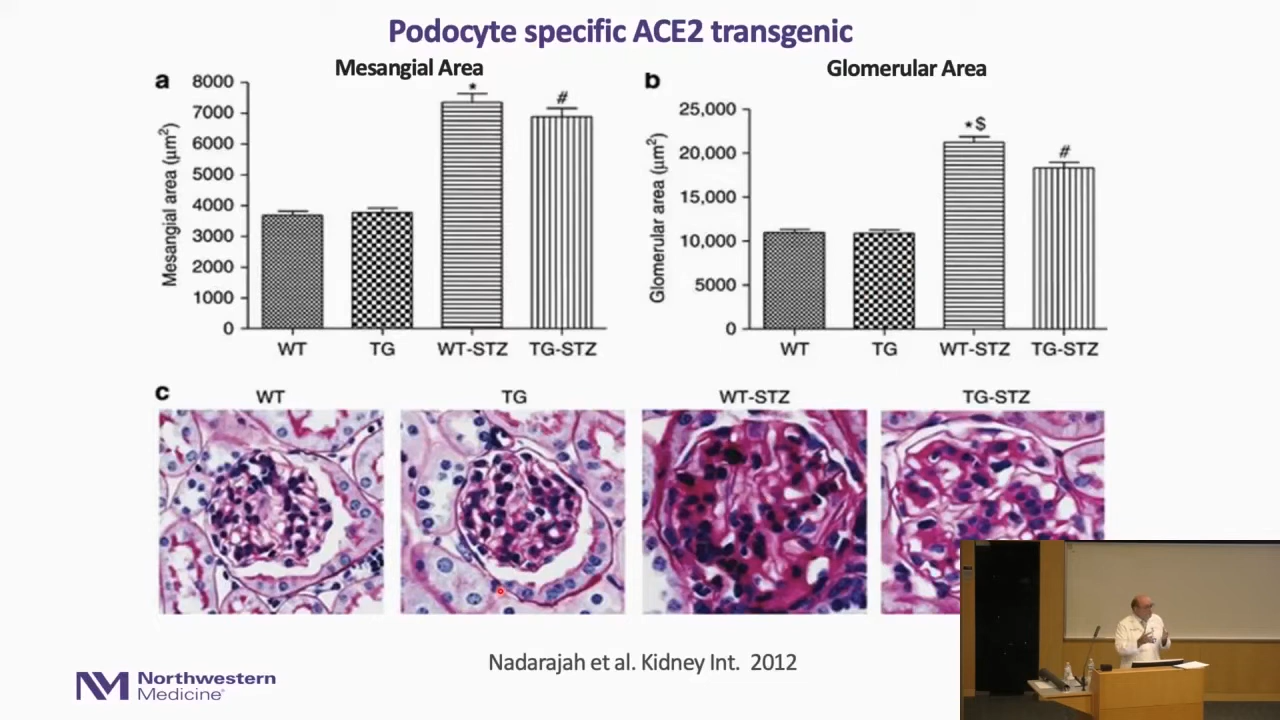 Podocyte specific ACE2 transgenic
a
Mesangial Area
8000
7000
6000
5000
4000
3000
2000
1000
0
Mesangial area (µm²)
*
#
WT
TG
WT-STZ
TG-STZ
b
Glomerular Area
25,000
20,000
15,000
10,000
5000
0
Glomerular area (µm²)
*$
#
WT
TG
WT-STZ
TG-STZ
c
WT
TG
WT-STZ
TG-STZ
Nadarajah et al. Kidney Int. 2012
NM Northwestern
Medicine®